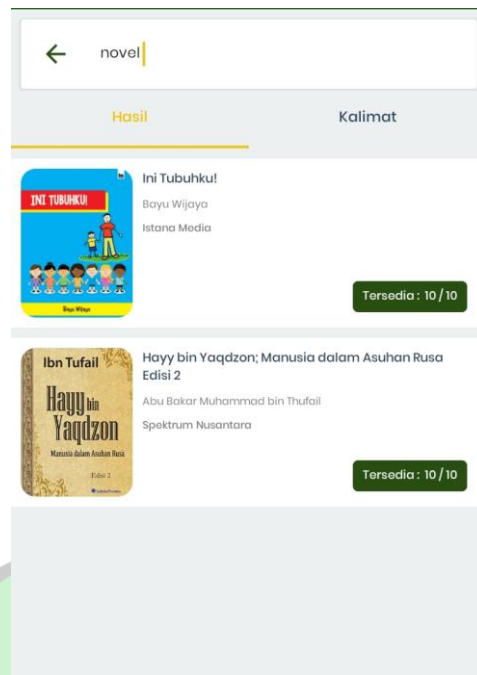 novel
Hasil
Kalimat
INI TUBUHKU!
Bayu Wijaya
Ini Tubuhku!
Bayu Wijaya
Istana Media
Tersedia : 10/10
Ibn Tufail
Hayy bin
Yaqdzon
Manusia dalam Asuhan Rusa
Edisi 2
Hayy bin Yaqdzon; Manusia dalam Asuhan Rusa
Edisi 2
Abu Bakar Muhammad bin Thufail
Spektrum Nusantara
Tersedia : 10/10